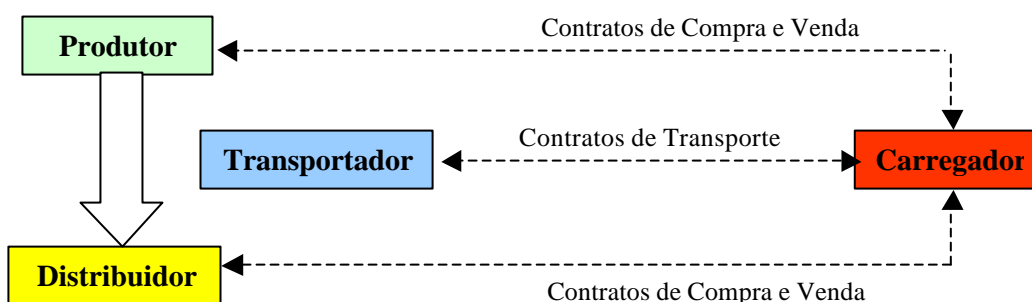 Contratos de Compra e Venda
Produtor
Contratos de Transporte
Transportador
Carregador
Distribuidor
Contratos de Compra e Venda